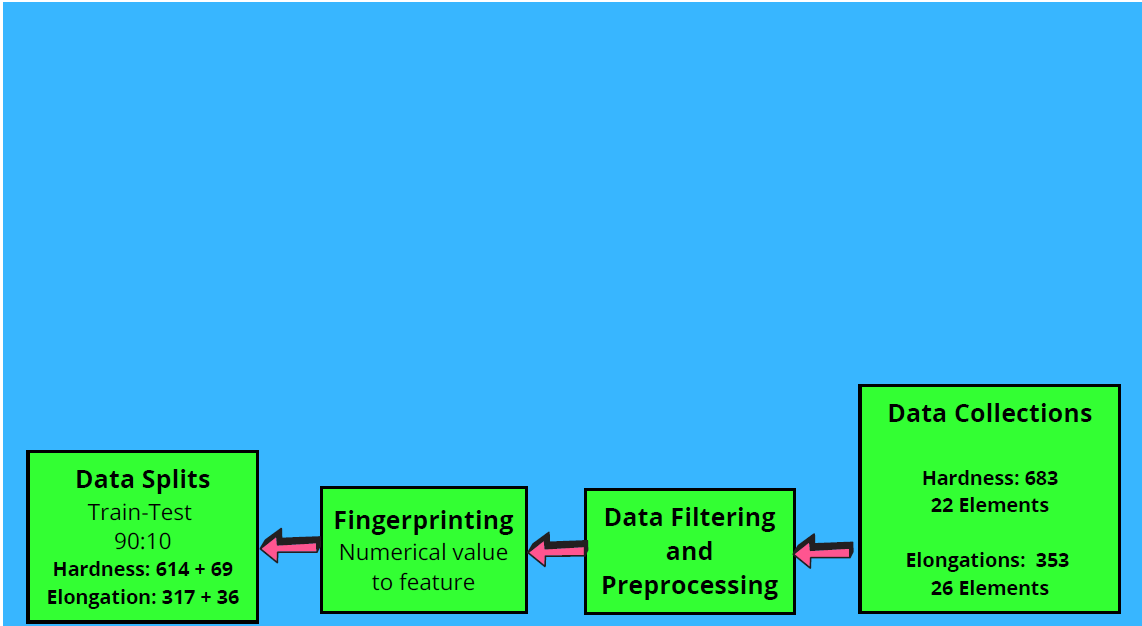 Data Collections
Hardness: 683
22 Elements
Elongations: 353
26 Elements
Data Filtering
and
Preprocessing
Fingerprinting
Numerical value
to feature
Data Splits
Train-Test
90:10
Hardness: 614 + 69
Elongation: 317 + 36